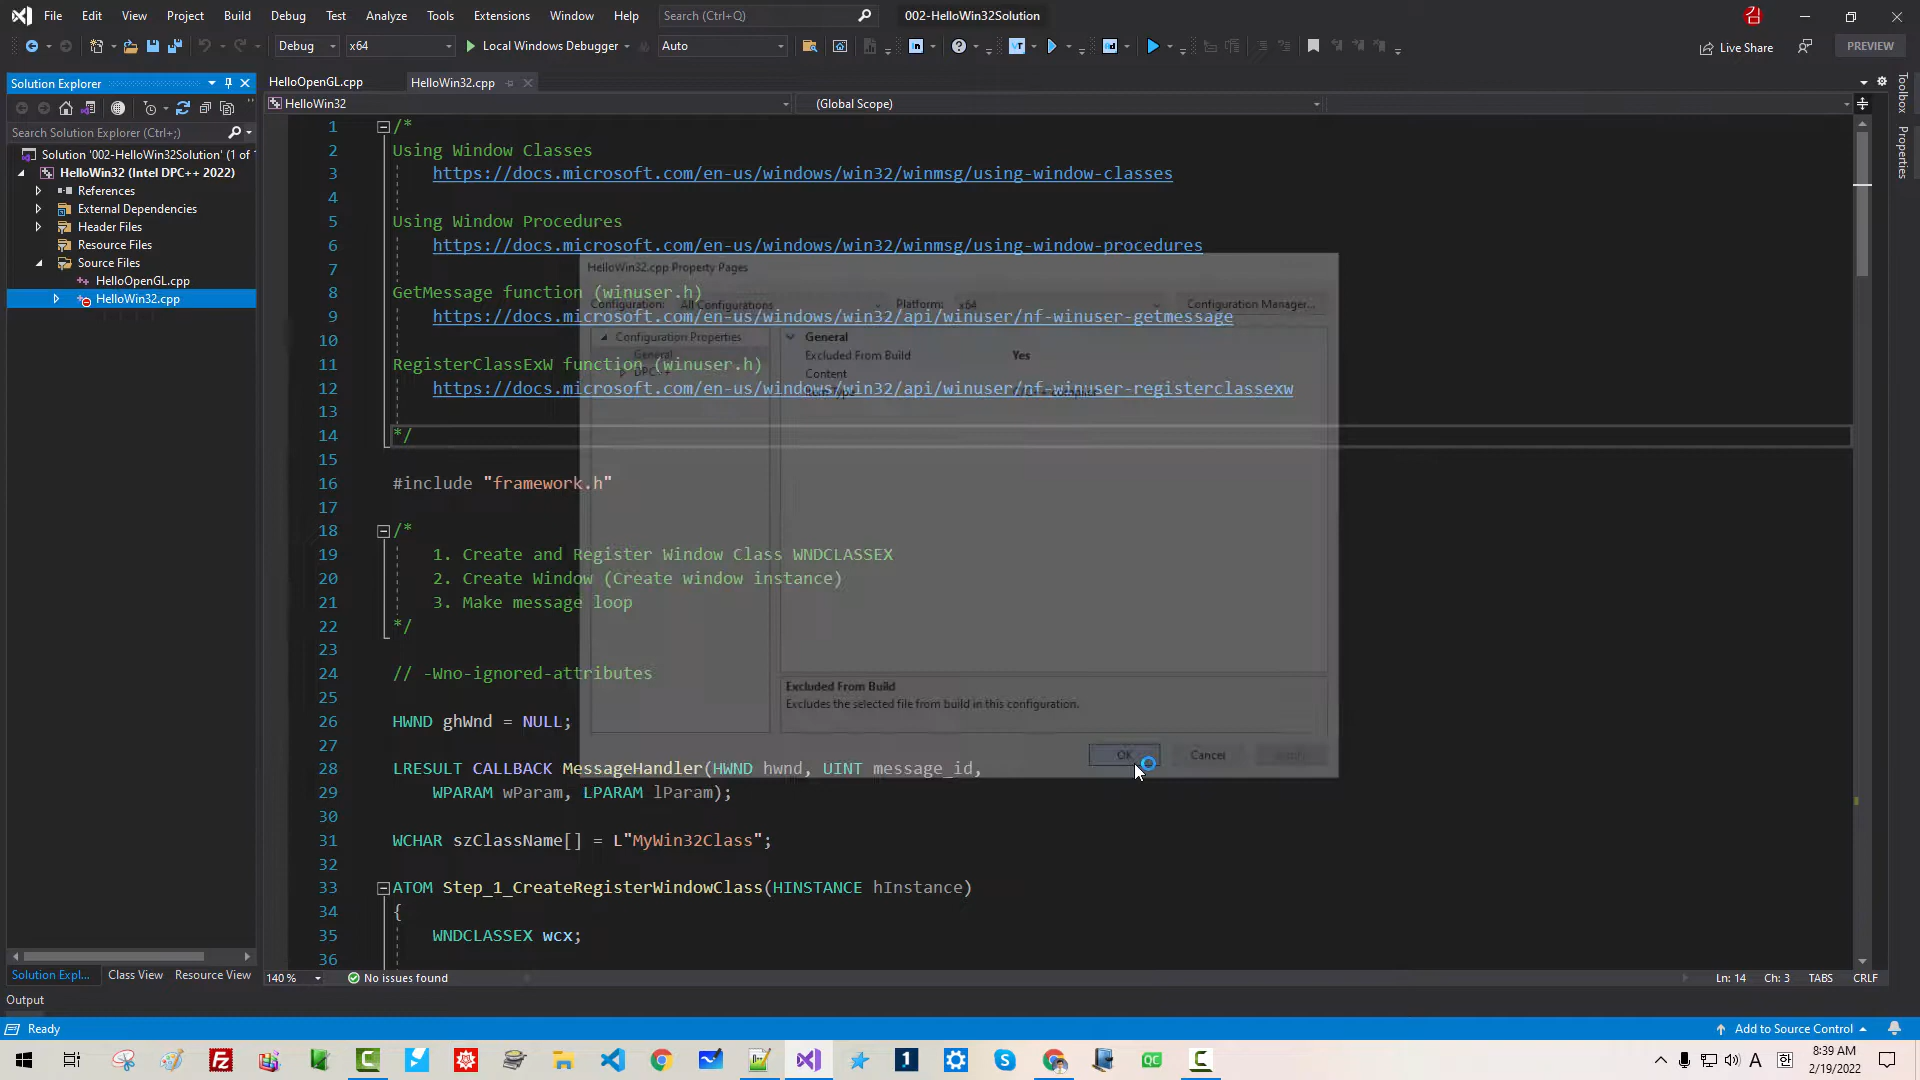 File Edit View Project Build Debug Test Analyze Tools Extensions Window Help Search (Ctrl+Q) 002-HelloWin32Solution
Debug x64 Local Windows Debugger Auto Live Share PREVIEW
Solution Explorer
Search Solution Explorer (Ctrl+;)
Solution '002-HelloWin32Solution' (1 of
HelloWin32 (Intel DPC++ 2022)
References
External Dependencies
Header Files
Resource Files
Source Files
HelloOpenGL.cpp
HelloWin32.cpp
Solution Expl... Class View Resource View
HelloOpenGL.cpp HelloWin32.cpp
HelloWin32 (Global Scope)
1 /*
2 Using Window Classes
3 https://docs.microsoft.com/en-us/windows/win32/winmsg/using-window-classes
4
5 Using Window Procedures
6 https://docs.microsoft.com/en-us/windows/win32/winmsg/using-window-procedures
7
8 GetMessage function (winuser.h)
9 https://docs.microsoft.com/en-us/windows/win32/api/winuser/nf-winuser-getmessage
10
11 RegisterClassExW function (winuser.h)
12 https://docs.microsoft.com/en-us/windows/win32/api/winuser/nf-winuser-registerclassexw
13
14 */
15
16 #include "framework.h"
17
18 /*
19 1. Create and Register Window Class WNDCLASSEX
20 2. Create Window (Create window instance)
21 3. Make message loop
22 */
23
24 // -Wno-ignored-attributes
25
26 HWND ghWnd = NULL;
27
28 LRESULT CALLBACK MessageHandler(HWND hwnd, UINT message_id,
29 WPARAM wParam, LPARAM lParam);
30
31 WCHAR szClassName[] = L"MyWin32Class";
32
33 ATOM Step_1_CreateRegisterWindowClass(HINSTANCE hInstance)
34 {
35 WNDCLASSEX wcx;
36
HelloWin32.cpp Property Pages
Configuration: All Configurations Platform: x64 Configuration Manager...
Configuration Properties
General
DPC++
General
Excluded From Build Yes
Content
Excluded From Build
Excludes the selected file from build in this configuration.
OK Cancel
Toolbox
Properties
140 % No issues found Ln: 14 Ch: 3 TABS CRLF
Output
Ready Add to Source Control
A 한 8:39 AM
2/19/2022